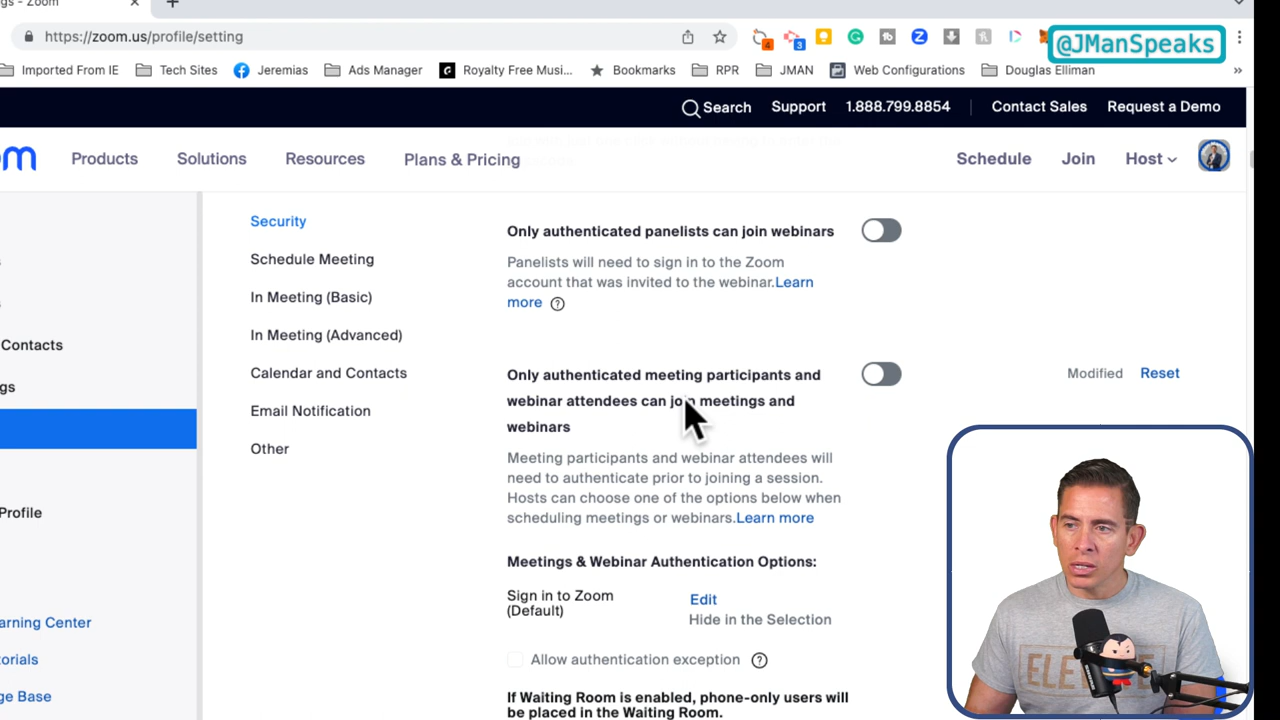 gs - Zoom
https://zoom.us/profile/setting
4
3
@JManSpeaks
Imported From IE
Tech Sites
Jeremias
Ads Manager
Royalty Free Musi...
Bookmarks
RPR
JMAN
Web Configurations
Douglas Elliman
»
Search
Support
1.888.799.8854
Contact Sales
Request a Demo
om
Products
Solutions
Resources
Plans & Pricing
Schedule
Join
Host
Contacts
gs
Profile
arning Center
torials
ge Base
Security
Schedule Meeting
In Meeting (Basic)
In Meeting (Advanced)
Calendar and Contacts
Email Notification
Other
Only authenticated panelists can join webinars
Panelists will need to sign in to the Zoom
account that was invited to the webinar.Learn
more ?
Only authenticated meeting participants and
webinar attendees can join meetings and
webinars
Modified
Reset
Meeting participants and webinar attendees will
need to authenticate prior to joining a session.
Hosts can choose one of the options below when
scheduling meetings or webinars.Learn more
Meetings & Webinar Authentication Options:
Sign in to Zoom
(Default)
Edit
Hide in the Selection
Allow authentication exception ?
If Waiting Room is enabled, phone-only users will
be placed in the Waiting Room.